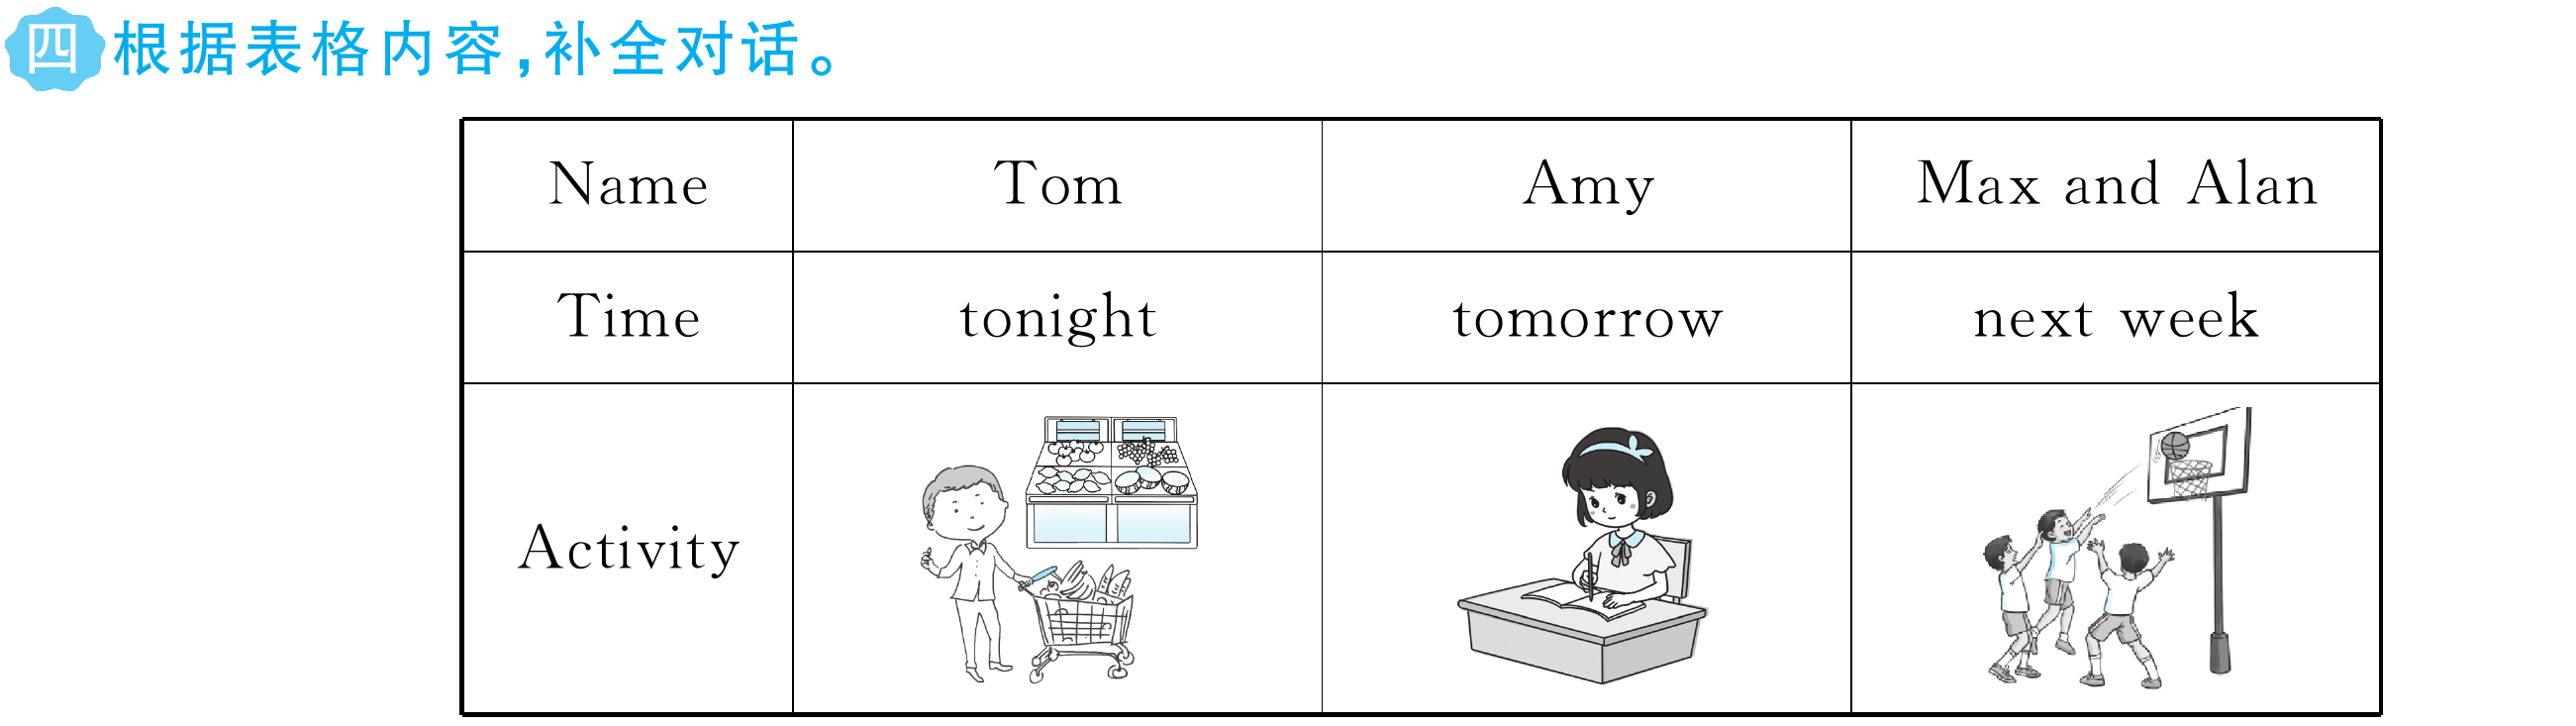 四 根据表格内容,补全对话。
Name Tom Amy Max and Alan
Time tonight tomorrow next week
Activity